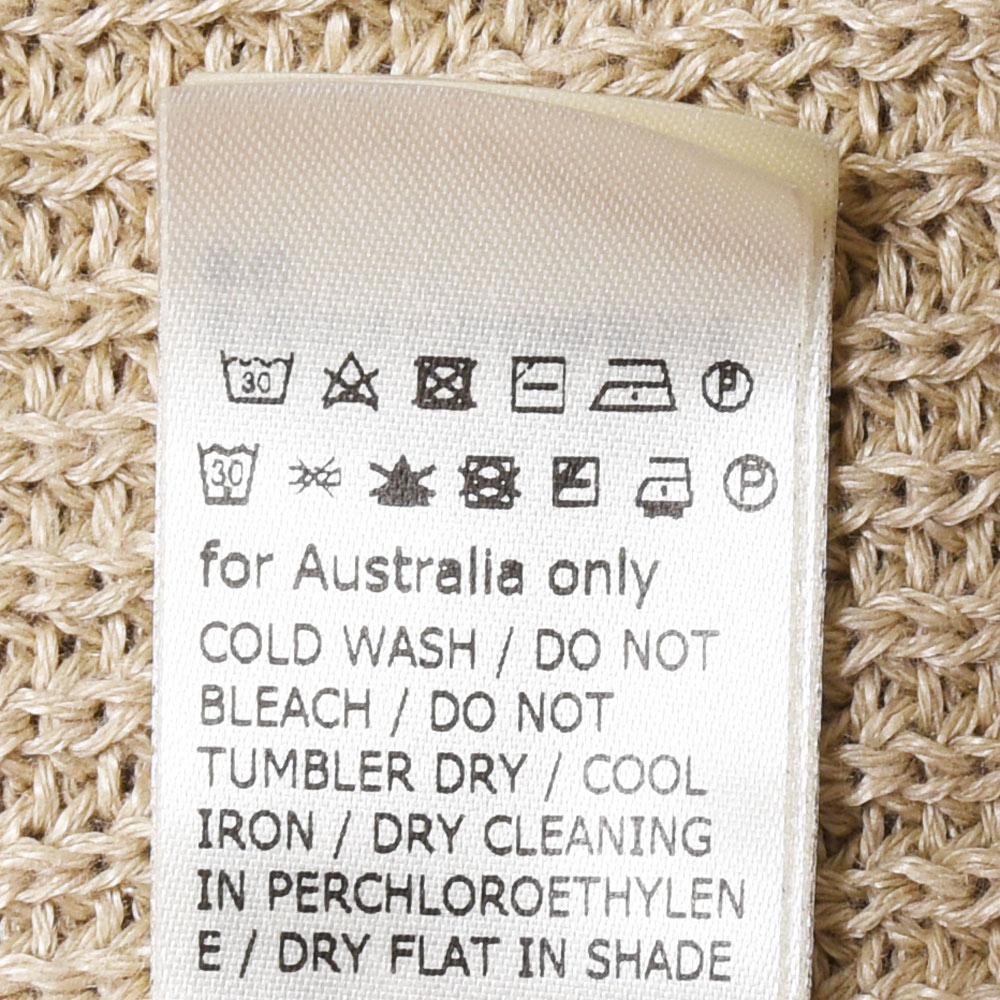 30 P
30 P
for Australia only
COLD WASH / DO NOT
BLEACH / DO NOT
TUMBLER DRY / COOL
IRON / DRY CLEANING
IN PERCHLOROETHYLEN
E / DRY FLAT IN SHADE